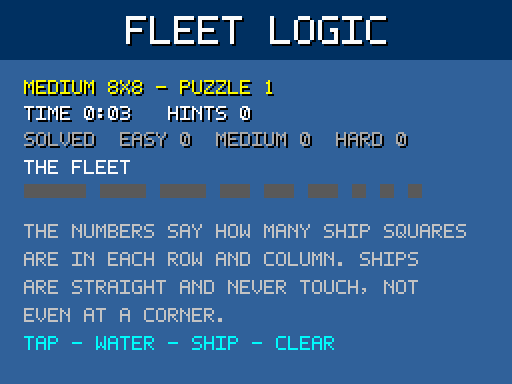 FLEET LOGIC
MEDIUM 8X8 - PUZZLE 1
TIME 0:03 HINTS 0
SOLVED EASY 0 MEDIUM 0 HARD 0
THE FLEET
THE NUMBERS SAY HOW MANY SHIP SQUARES
ARE IN EACH ROW AND COLUMN. SHIPS
ARE STRAIGHT AND NEVER TOUCH, NOT
EVEN AT A CORNER.
TAP - WATER - SHIP - CLEAR